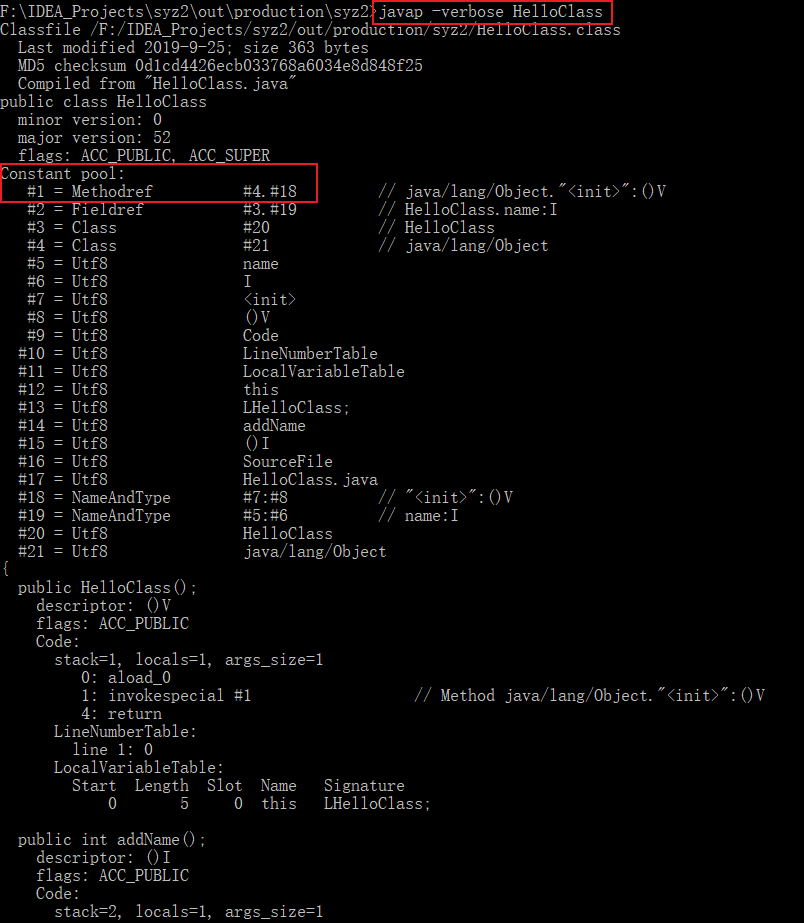 F:\IDEA_Projects\syz2\out\production\syz2>javap -verbose HelloClass
Classfile /F:/IDEA_Projects/syz2/out/production/syz2/HelloClass.class
  Last modified 2019-9-25; size 363 bytes
  MD5 checksum 0d1cd4426ecb033768a6034e8d848f25
  Compiled from "HelloClass.java"
public class HelloClass
  minor version: 0
  major version: 52
  flags: ACC_PUBLIC, ACC_SUPER
Constant pool:
   #1 = Methodref          #4.#18         // java/lang/Object."<init>":()V
   #2 = Fieldref           #3.#19         // HelloClass.name:I
   #3 = Class              #20            // HelloClass
   #4 = Class              #21            // java/lang/Object
   #5 = Utf8               name
   #6 = Utf8               I
   #7 = Utf8               <init>
   #8 = Utf8               ()V
   #9 = Utf8               Code
  #10 = Utf8               LineNumberTable
  #11 = Utf8               LocalVariableTable
  #12 = Utf8               this
  #13 = Utf8               LHelloClass;
  #14 = Utf8               addName
  #15 = Utf8               ()I
  #16 = Utf8               SourceFile
  #17 = Utf8               HelloClass.java
  #18 = NameAndType        #7:#8          // "<init>":()V
  #19 = NameAndType        #5:#6          // name:I
  #20 = Utf8               HelloClass
  #21 = Utf8               java/lang/Object
{
  public HelloClass();
    descriptor: ()V
    flags: ACC_PUBLIC
    Code:
      stack=1, locals=1, args_size=1
         0: aload_0
         1: invokespecial #1                  // Method java/lang/Object."<init>":()V
         4: return
      LineNumberTable:
        line 1: 0
      LocalVariableTable:
        Start  Length  Slot  Name   Signature
            0       5     0  this   LHelloClass;
  public int addName();
    descriptor: ()I
    flags: ACC_PUBLIC
    Code:
      stack=2, locals=1, args_size=1